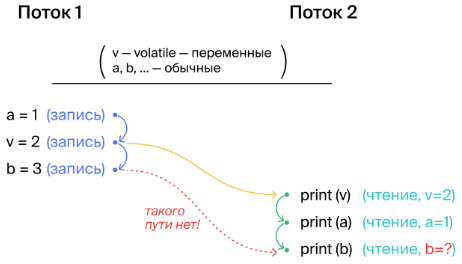 Поток 1
Поток 2
v — volatile — переменные
a, b, ... — обычные
a = 1 (запись)
v = 2 (запись)
b = 3 (запись)
такого
пути нет!
print (v) (чтение, v=2)
print (a) (чтение, a=1)
print (b) (чтение, b=?)